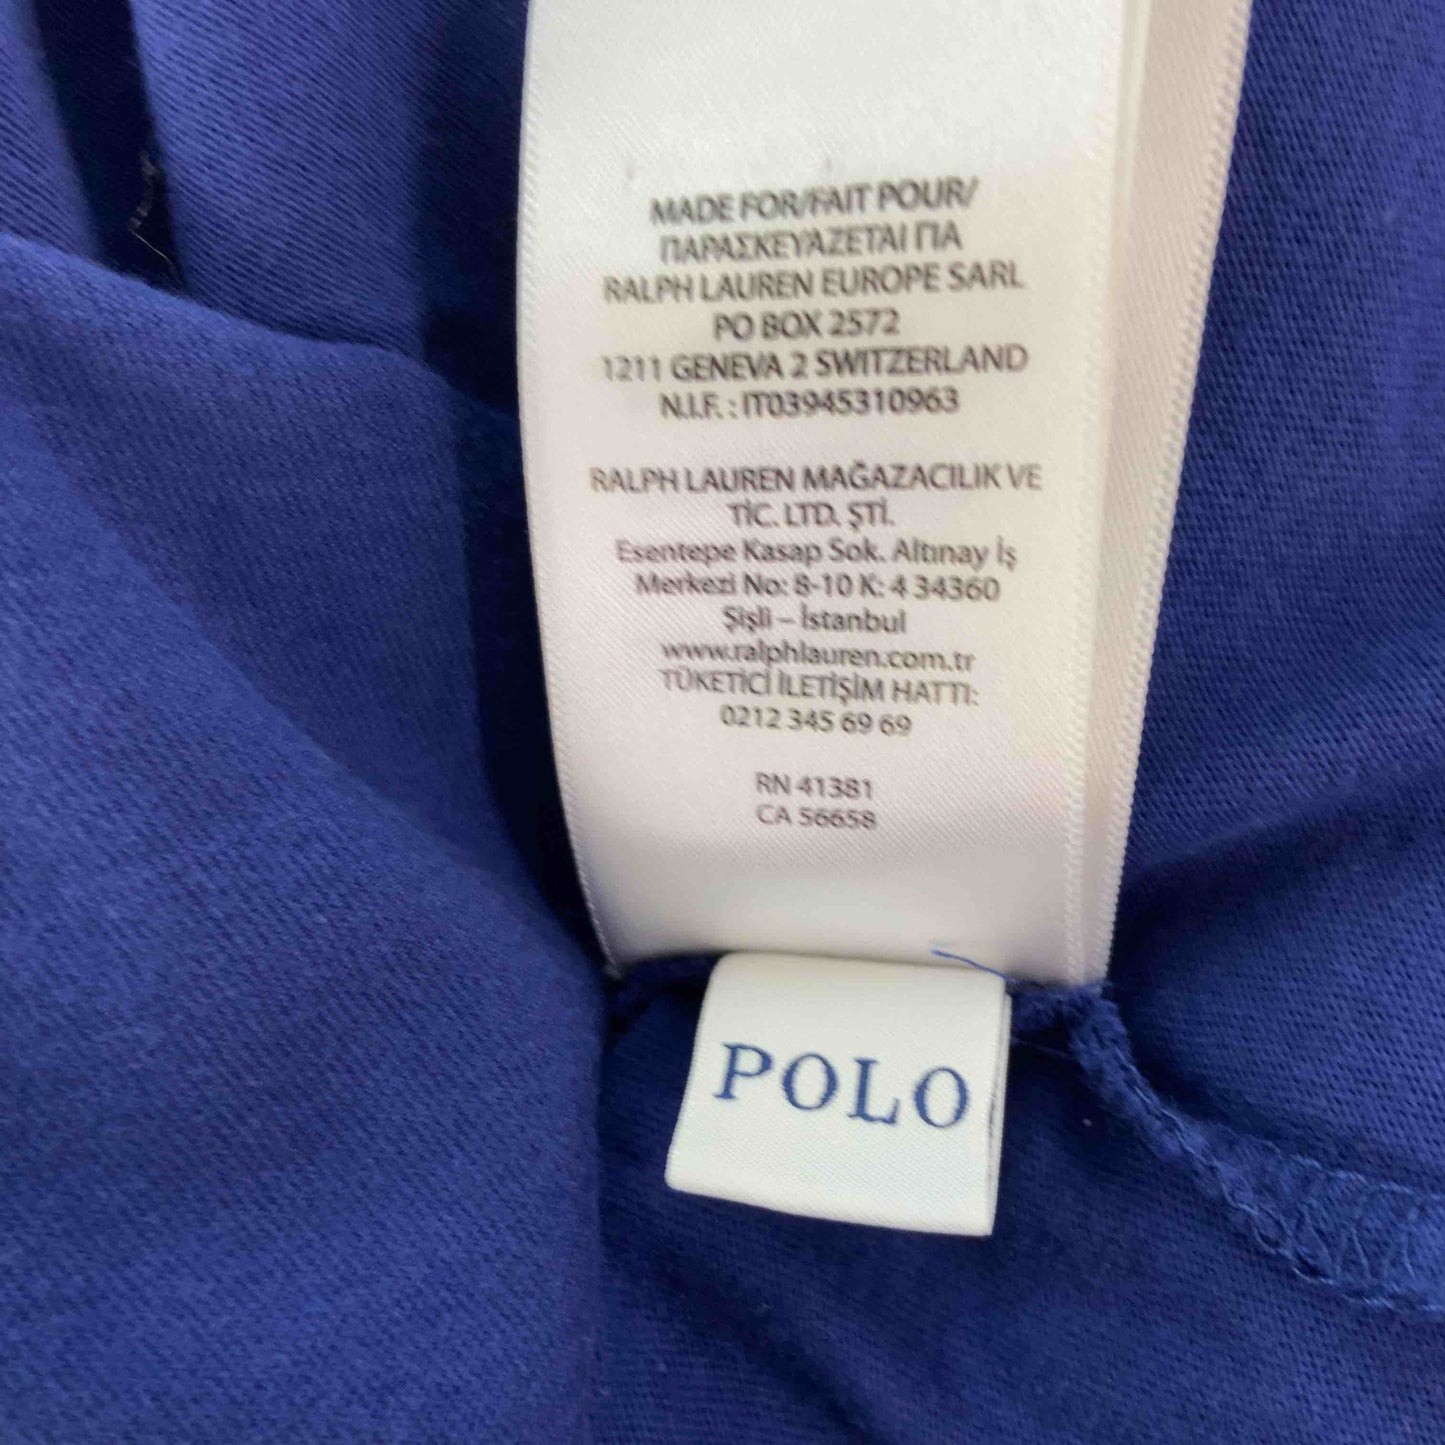 MADE FOR/FAIT POUR/
ΠΑΡΑΣΚΕΥΑΖΕΤΑΙ ΓΙΑ
RALPH LAUREN EUROPE SARL
PO BOX 2572
1211 GENEVA 2 SWITZERLAND
N.I.F. : IT03945310963
RALPH LAUREN MAĞAZACILIK VE
TİC. LTD. ŞTİ.
Esentepe Kasap Sok. Altınay İş
Merkezi No: 8-10 K: 4 34360
Şişli – İstanbul
www.ralphlauren.com.tr
TÜKETİCİ İLETİŞİM HATTI:
0212 345 69 69
RN 41381
CA 56658
POLO